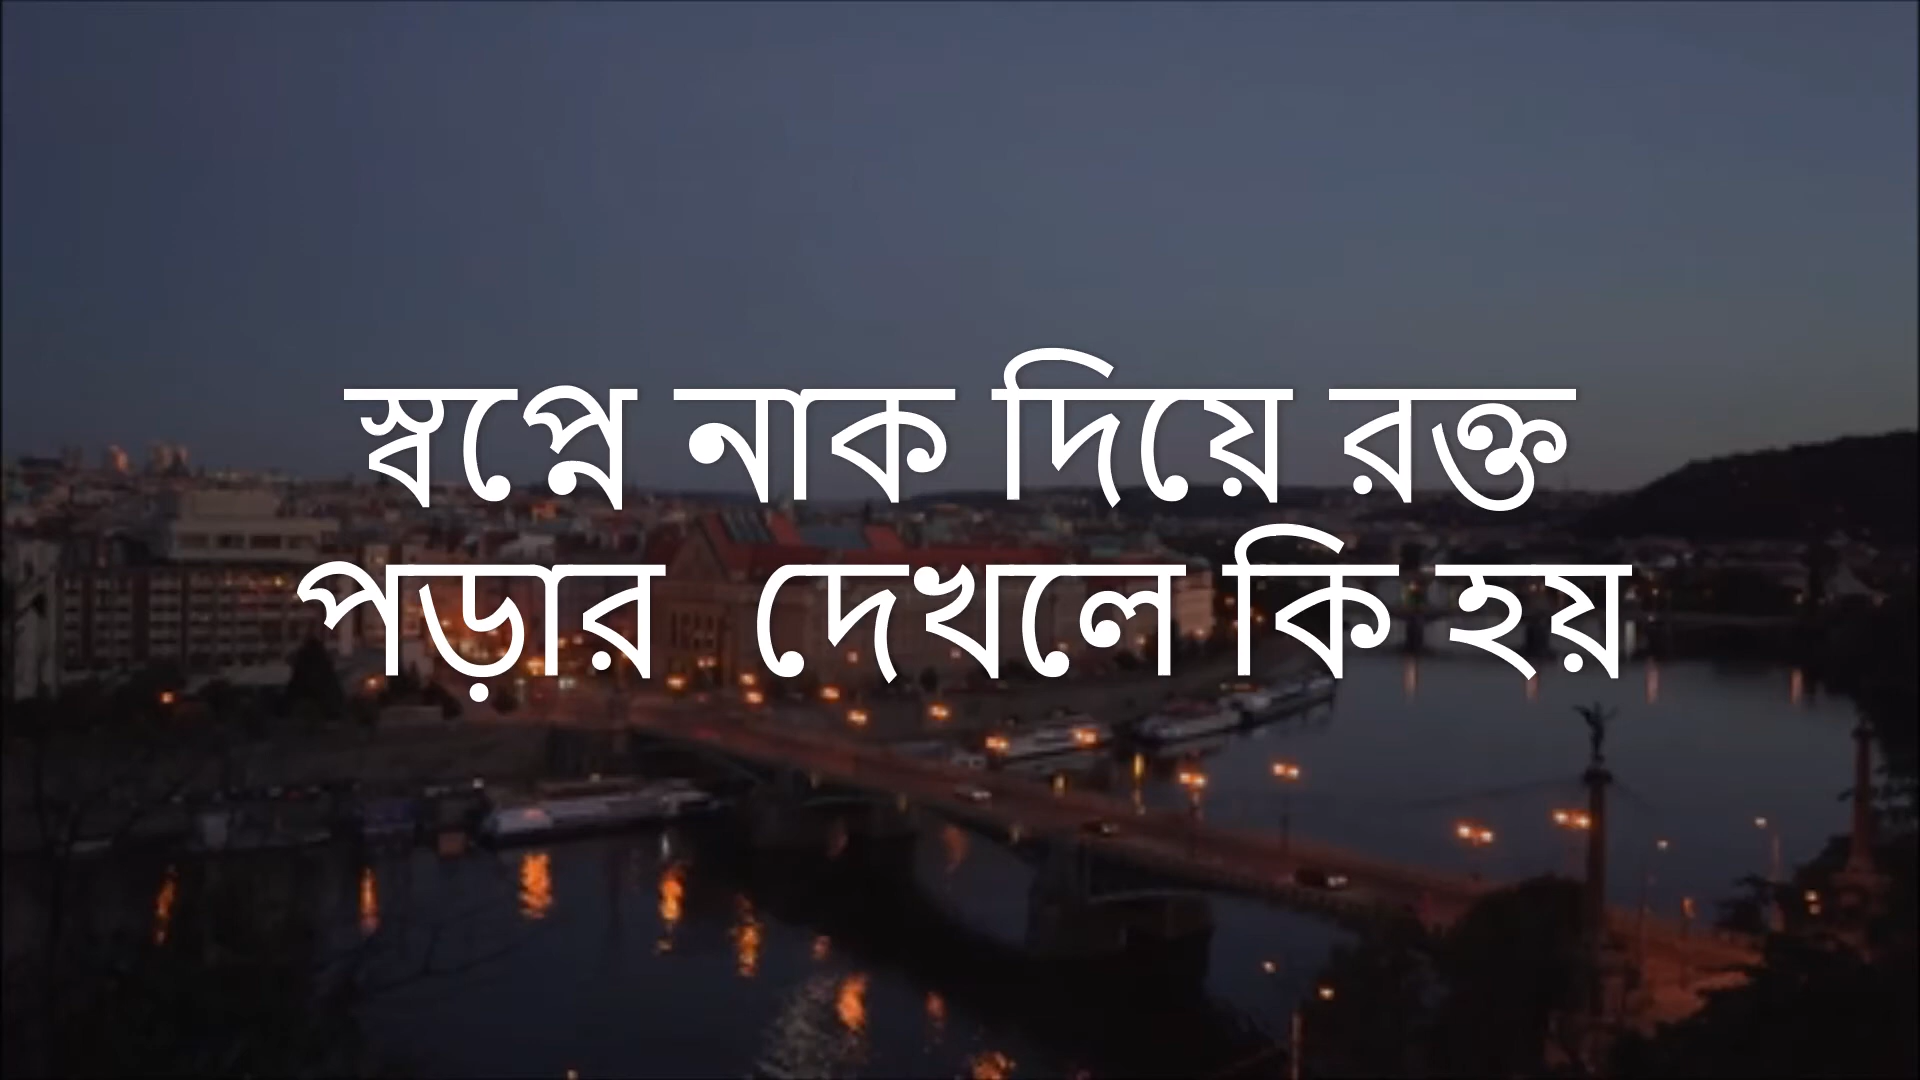 স্বপ্নে নাক দিয়ে রক্ত
পড়ার  দেখলে কি হয়